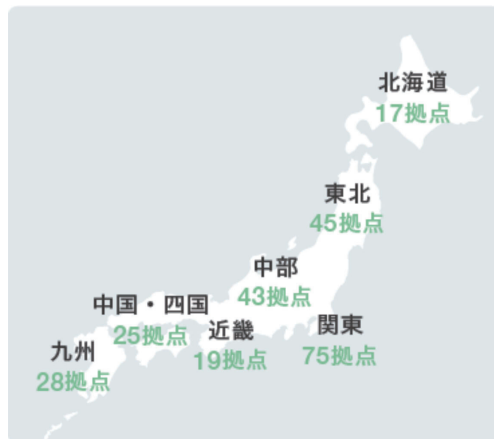 北海道
17拠点
東北
45拠点
中部
43拠点
中国・四国
25拠点
近畿
19拠点
関東
75拠点
九州
28拠点